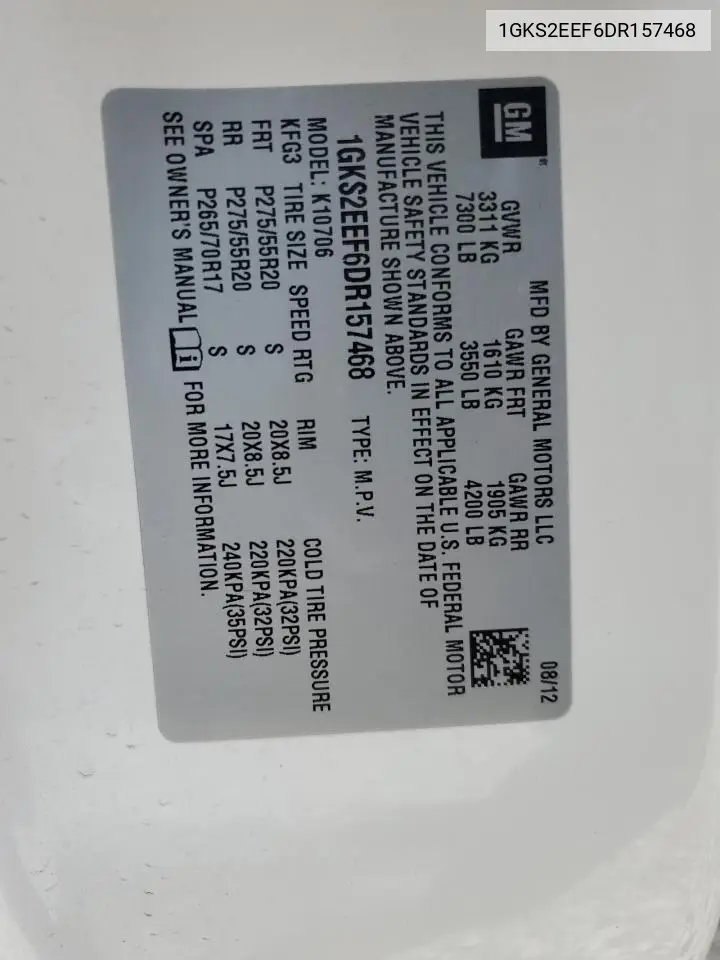 1GKS2EEF6DR157468
GM
MFD BY GENERAL MOTORS LLC 08/12
GVWR GAWR FRT GAWR RR
3311 KG 1610 KG 1905 KG
7300 LB 3550 LB 4200 LB
THIS VEHICLE CONFORMS TO ALL APPLICABLE U.S. FEDERAL MOTOR
VEHICLE SAFETY STANDARDS IN EFFECT ON THE DATE OF
MANUFACTURE SHOWN ABOVE.
1GKS2EEF6DR157468 TYPE: M.P.V.
MODEL: K10706
KFG3 TIRE SIZE SPEED RTG RIM COLD TIRE PRESSURE
FRT P275/55R20 S 20X8.5J 220KPA(32PSI)
RR P275/55R20 S 20X8.5J 220KPA(32PSI)
SPA P265/70R17 S 17X7.5J 240KPA(35PSI)
SEE OWNER'S MANUAL i FOR MORE INFORMATION.